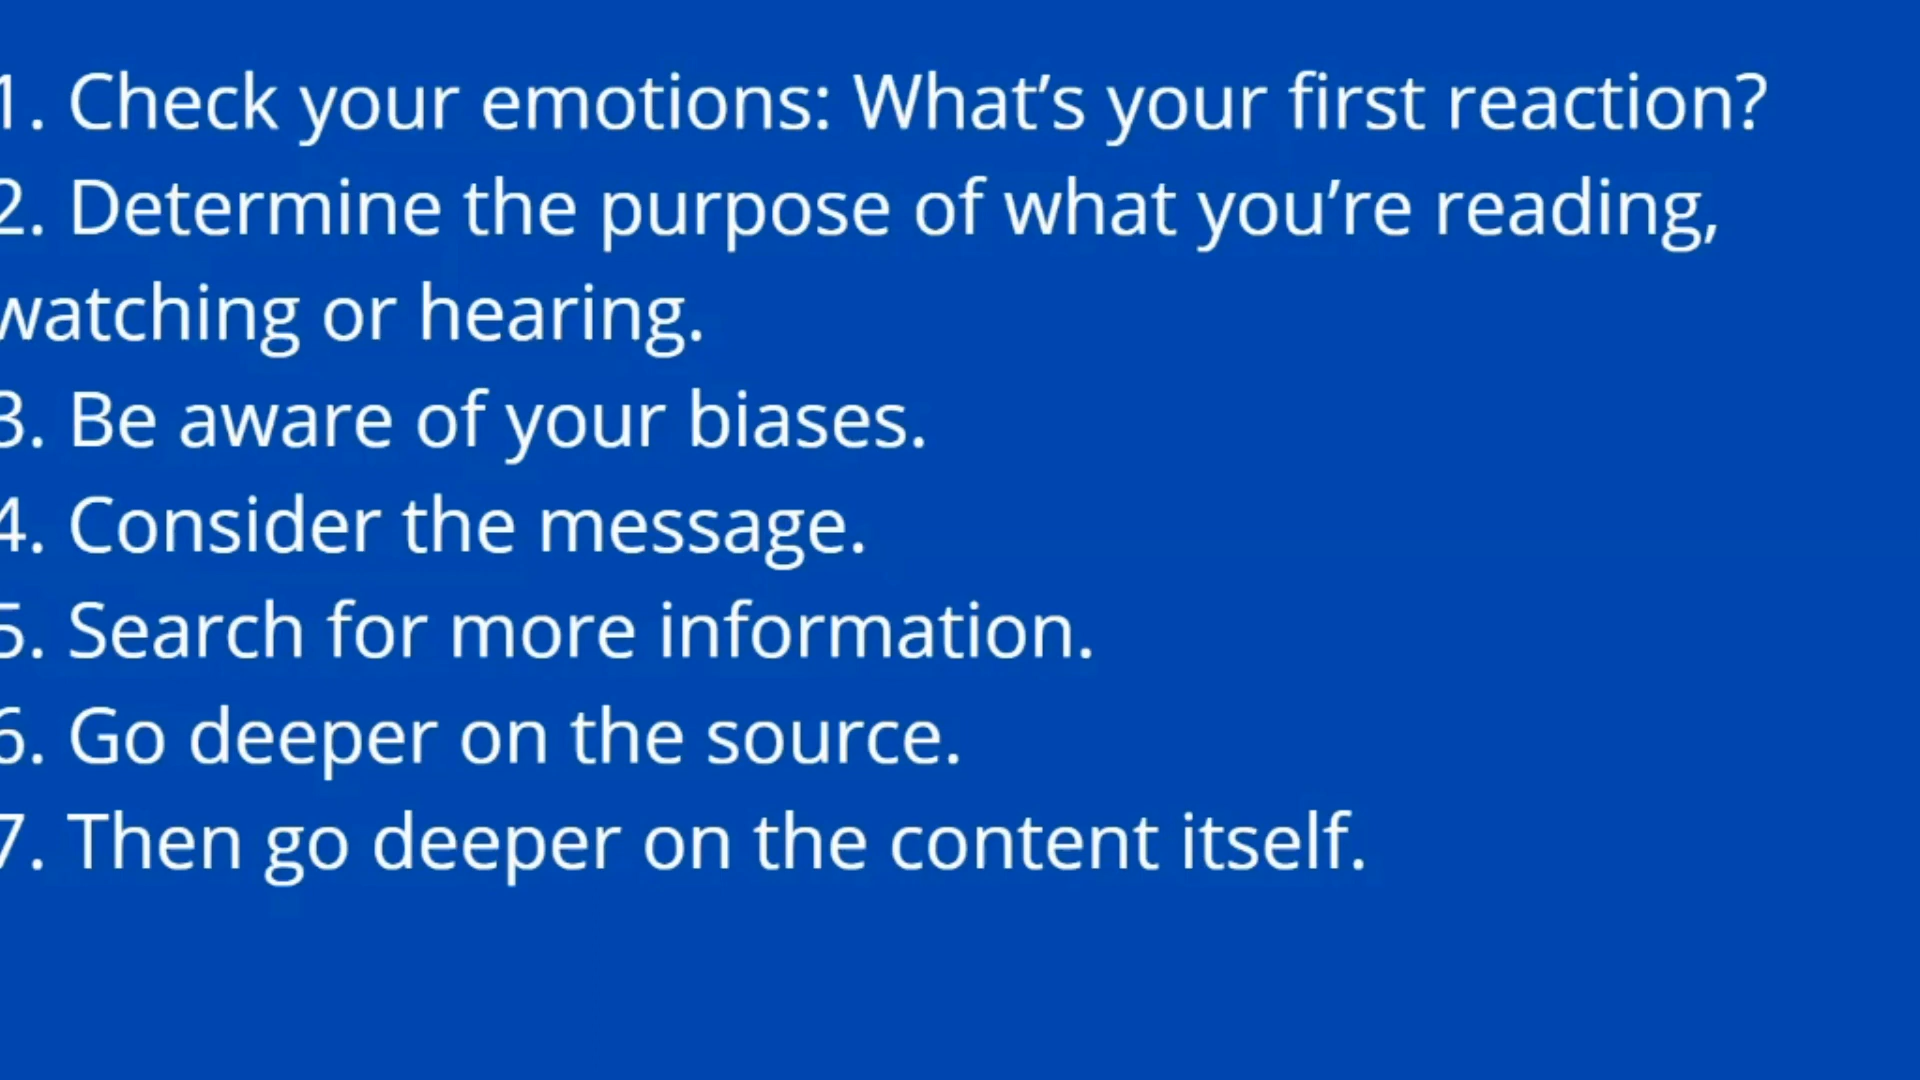 1. Check your emotions: What’s your first reaction?
2. Determine the purpose of what you’re reading,
watching or hearing.
3. Be aware of your biases.
4. Consider the message.
5. Search for more information.
6. Go deeper on the source.
7. Then go deeper on the content itself.